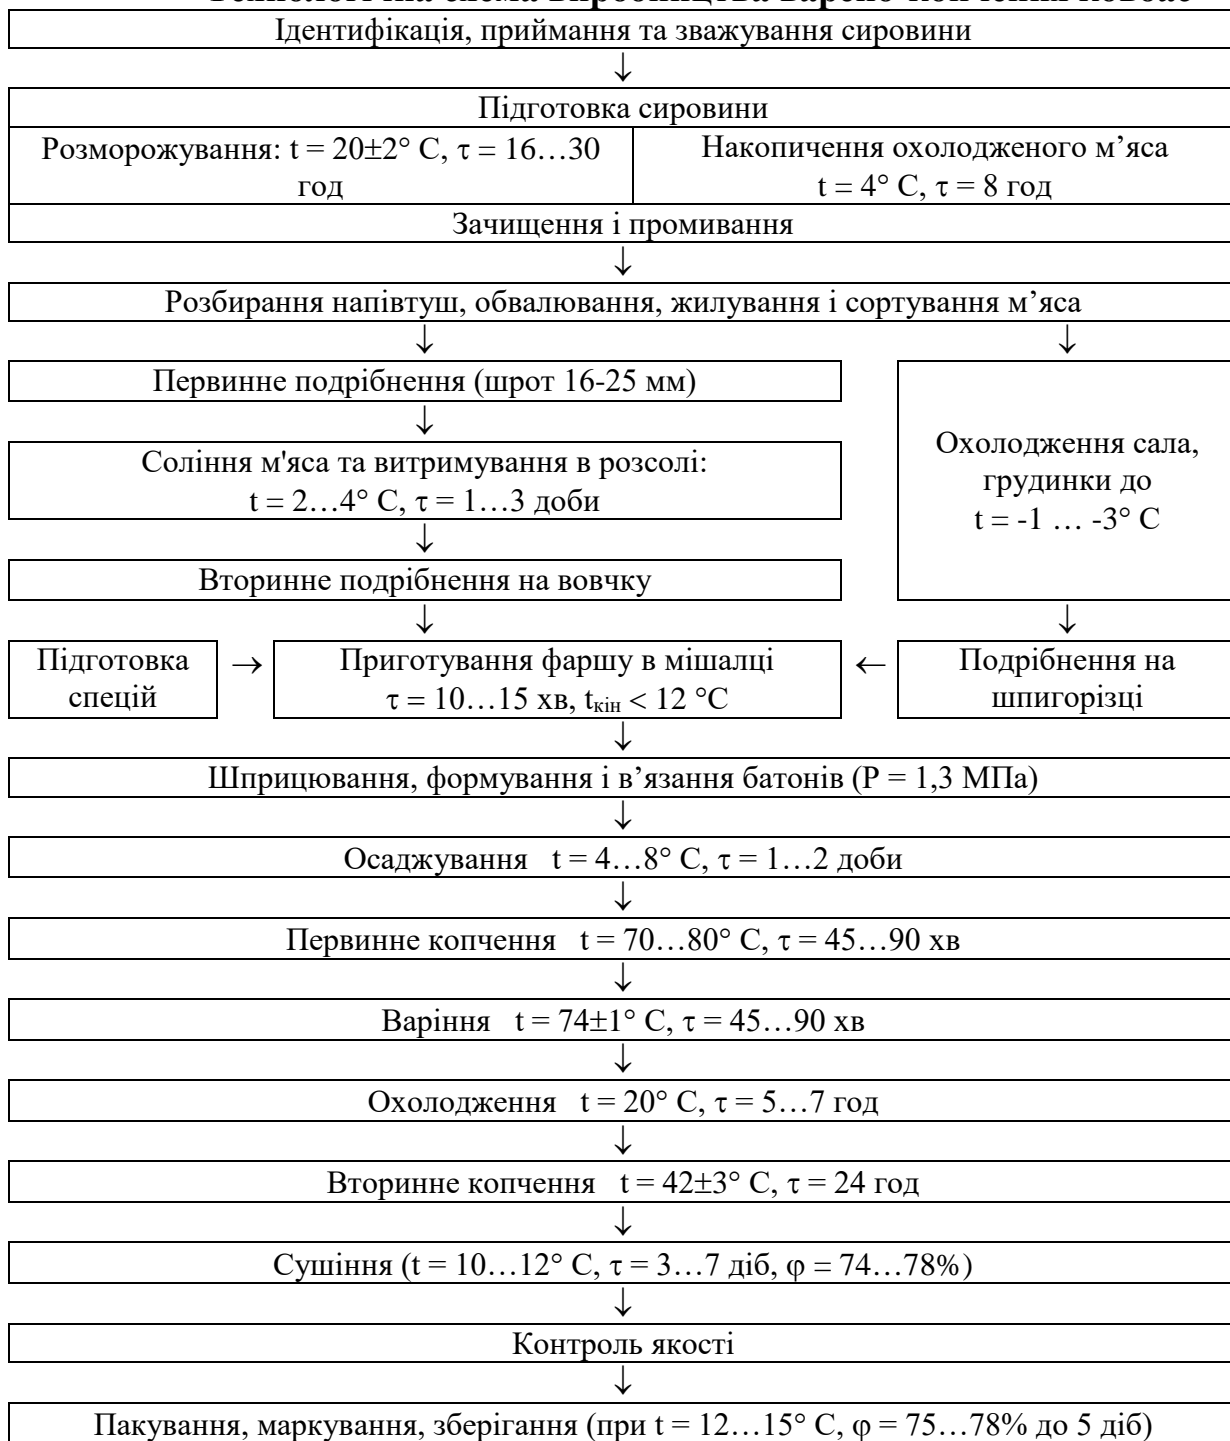 Технологічна схема виробництва варено-копчених ковбас
Ідентифікація, приймання та зважування сировини
↓
Підготовка сировини
Розморожування: t = 20±2° С, τ = 16…30
год
Накопичення охолодженого м’яса
t = 4° С, τ = 8 год
Зачищення і промивання
↓
Розбирання напівтуш, обвалювання, жилування і сортування м’яса
↓ ↓
Первинне подрібнення (шрот 16-25 мм)
↓
Соління м'яса та витримування в розсолі:
t = 2…4° С, τ = 1…3 доби
↓
Вторинне подрібнення на вовчку
Охолодження сала,
грудинки до
t = -1 … -3° С
↓ ↓
Підготовка
спецій
→
Приготування фаршу в мішалці
τ = 10…15 хв, tкін < 12 °С
←
Подрібнення на
шпигорізці
↓
Шприцювання, формування і в’язання батонів (Р = 1,3 МПа)
↓
Осаджування t = 4…8° С, τ = 1…2 доби
↓
Первинне копчення t = 70…80° С, τ = 45…90 хв
↓
Варіння t = 74±1° С, τ = 45…90 хв
↓
Охолодження t = 20° С, τ = 5…7 год
↓
Вторинне копчення t = 42±3° С, τ = 24 год
↓
Сушіння (t = 10…12° С, τ = 3…7 діб, φ = 74…78%)
↓
Контроль якості
↓
Пакування, маркування, зберігання (при t = 12…15° С, φ = 75…78% до 5 діб)